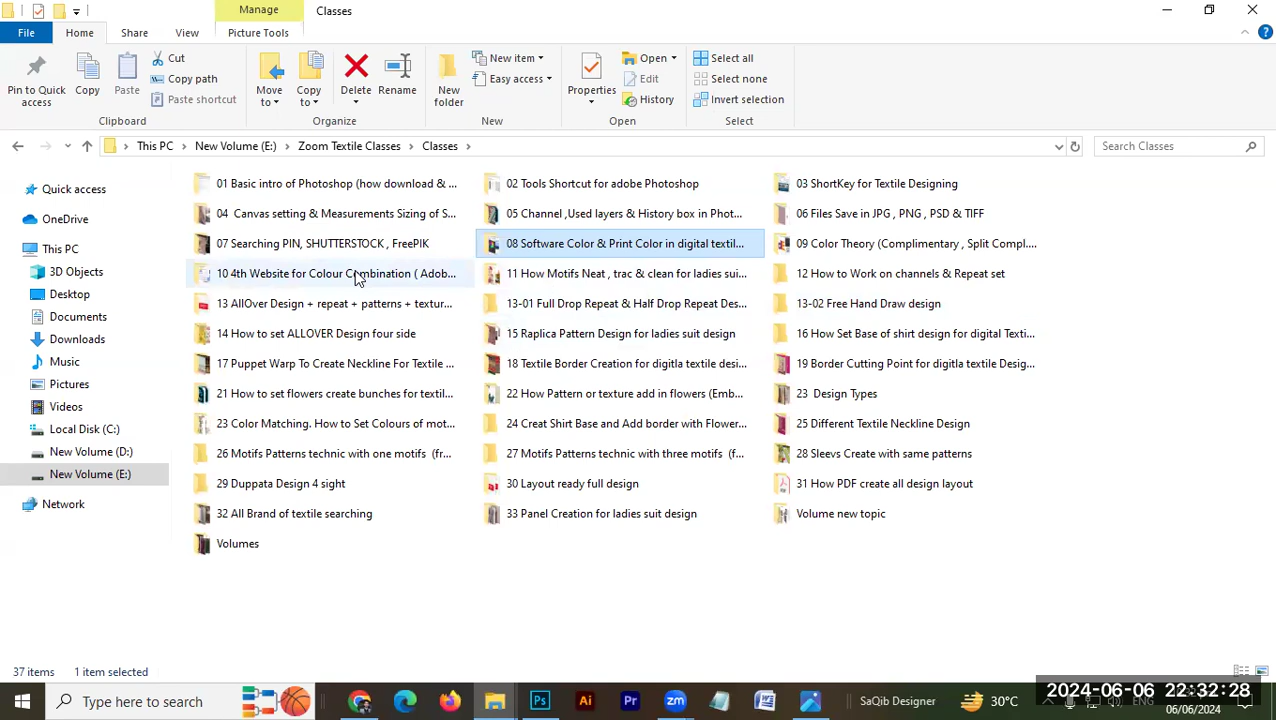 Manage
Classes
File
Home
Share
View
Picture Tools
Pin to Quick access
Copy
Paste
Cut
Copy path
Paste shortcut
Move to
Copy to
Delete
Rename
New folder
New item
Easy access
Properties
Open
Edit
History
Select all
Select none
Invert selection
Clipboard
Organize
New
Open
Select
This PC
New Volume (E:)
Zoom Textile Classes
Classes
Search Classes
Quick access
OneDrive
This PC
3D Objects
Desktop
Documents
Downloads
Music
Pictures
Videos
Local Disk (C:)
New Volume (D:)
New Volume (E:)
Network
01 Basic intro of Photoshop (how download & ...
02 Tools Shortcut for adobe Photoshop
03 ShortKey for Textile Designing
04 Canvas setting & Measurements Sizing of S...
05 Channel ,Used layers & History box in Phot...
06 Files Save in JPG , PNG , PSD & TIFF
07 Searching PIN, SHUTTERSTOCK , FreePIK
08 Software Color & Print Color in digital textil...
09 Color Theory (Complimentary , Split Compl....
10 4th Website for Colour Combination ( Adob...
11 How Motifs Neat , trac & clean for ladies sui...
12 How to Work on channels & Repeat set
13 AllOver Design + repeat + patterns + textur...
13-01 Full Drop Repeat & Half Drop Repeat Des...
13-02 Free Hand Draw design
14 How to set ALLOVER Design four side
15 Raplica Pattern Design for ladies suit design
16 How Set Base of shirt design for digital Texti...
17 Puppet Warp To Create Neckline For Textile ...
18 Textile Border Creation for digitla textile desi...
19 Border Cutting Point for digitla textile Desig...
21 How to set flowers create bunches for textil...
22 How Pattern or texture add in flowers (Emb...
23 Design Types
23 Color Matching. How to Set Colours of mot...
24 Creat Shirt Base and Add border with Flower...
25 Different Textile Neckline Design
26 Motifs Patterns technic with one motifs (fr...
27 Motifs Patterns technic with three motifs (f...
28 Sleevs Create with same patterns
29 Duppata Design 4 sight
30 Layout ready full design
31 How PDF create all design layout
32 All Brand of textile searching
33 Panel Creation for ladies suit design
Volume new topic
Volumes
37 items
1 item selected
Type here to search
Ps
Ai
Pr
zm
SaQib Designer
30°C
ENG
2024-06-06 22:32:28
06/06/2024